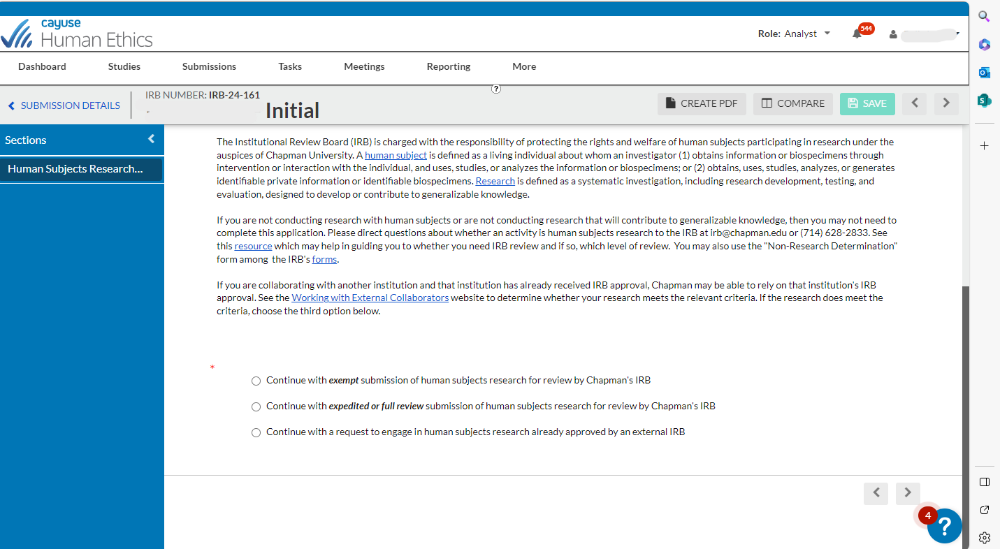 cayuse
Human Ethics
Role: Analyst
544
Dashboard Studies Submissions Tasks Meetings Reporting More
?
SUBMISSION DETAILS
IRB NUMBER: IRB-24-161
Initial
CREATE PDF COMPARE SAVE
Sections
Human Subjects Research...
The Institutional Review Board (IRB) is charged with the responsibility of protecting the rights and welfare of human subjects participating in research under the
auspices of Chapman University. A human subject is defined as a living individual about whom an investigator (1) obtains information or biospecimens through
intervention or interaction with the individual, and uses, studies, or analyzes the information or biospecimens; or (2) obtains, uses, studies, analyzes, or generates
identifiable private information or identifiable biospecimens. Research is defined as a systematic investigation, including research development, testing, and
evaluation, designed to develop or contribute to generalizable knowledge.
If you are not conducting research with human subjects or are not conducting research that will contribute to generalizable knowledge, then you may not need to
complete this application. Please direct questions about whether an activity is human subjects research to the IRB at irb@chapman.edu or (714) 628-2833. See
this resource which may help in guiding you to whether you need IRB review and if so, which level of review. You may also use the "Non-Research Determination"
form among the IRB's forms.
If you are collaborating with another institution and that institution has already received IRB approval, Chapman may be able to rely on that institution's IRB
approval. See the Working with External Collaborators website to determine whether your research meets the relevant criteria. If the research does meet the
criteria, choose the third option below.
*
Continue with exempt submission of human subjects research for review by Chapman's IRB
Continue with expedited or full review submission of human subjects research for review by Chapman's IRB
Continue with a request to engage in human subjects research already approved by an external IRB
4
?